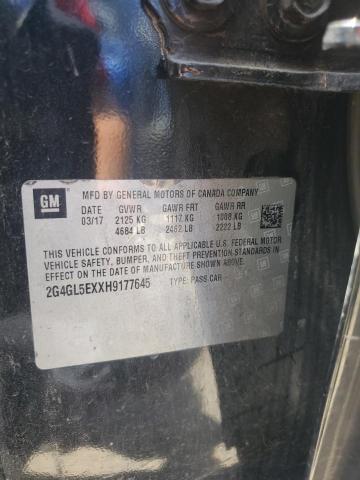 GM
MFD BY GENERAL MOTORS OF CANADA COMPANY
DATE GVWR GAWR FRT GAWR RR
03/17 2125 KG 1117 KG 1008 KG
4684 LB 2462 LB 2222 LB
THIS VEHICLE CONFORMS TO ALL APPLICABLE U.S. FEDERAL MOTOR
VEHICLE SAFETY, BUMPER, AND THEFT PREVENTION STANDARDS IN
EFFECT ON THE DATE OF MANUFACTURE SHOWN ABOVE.
2G4GL5EXXH9177645 TYPE: PASS CAR